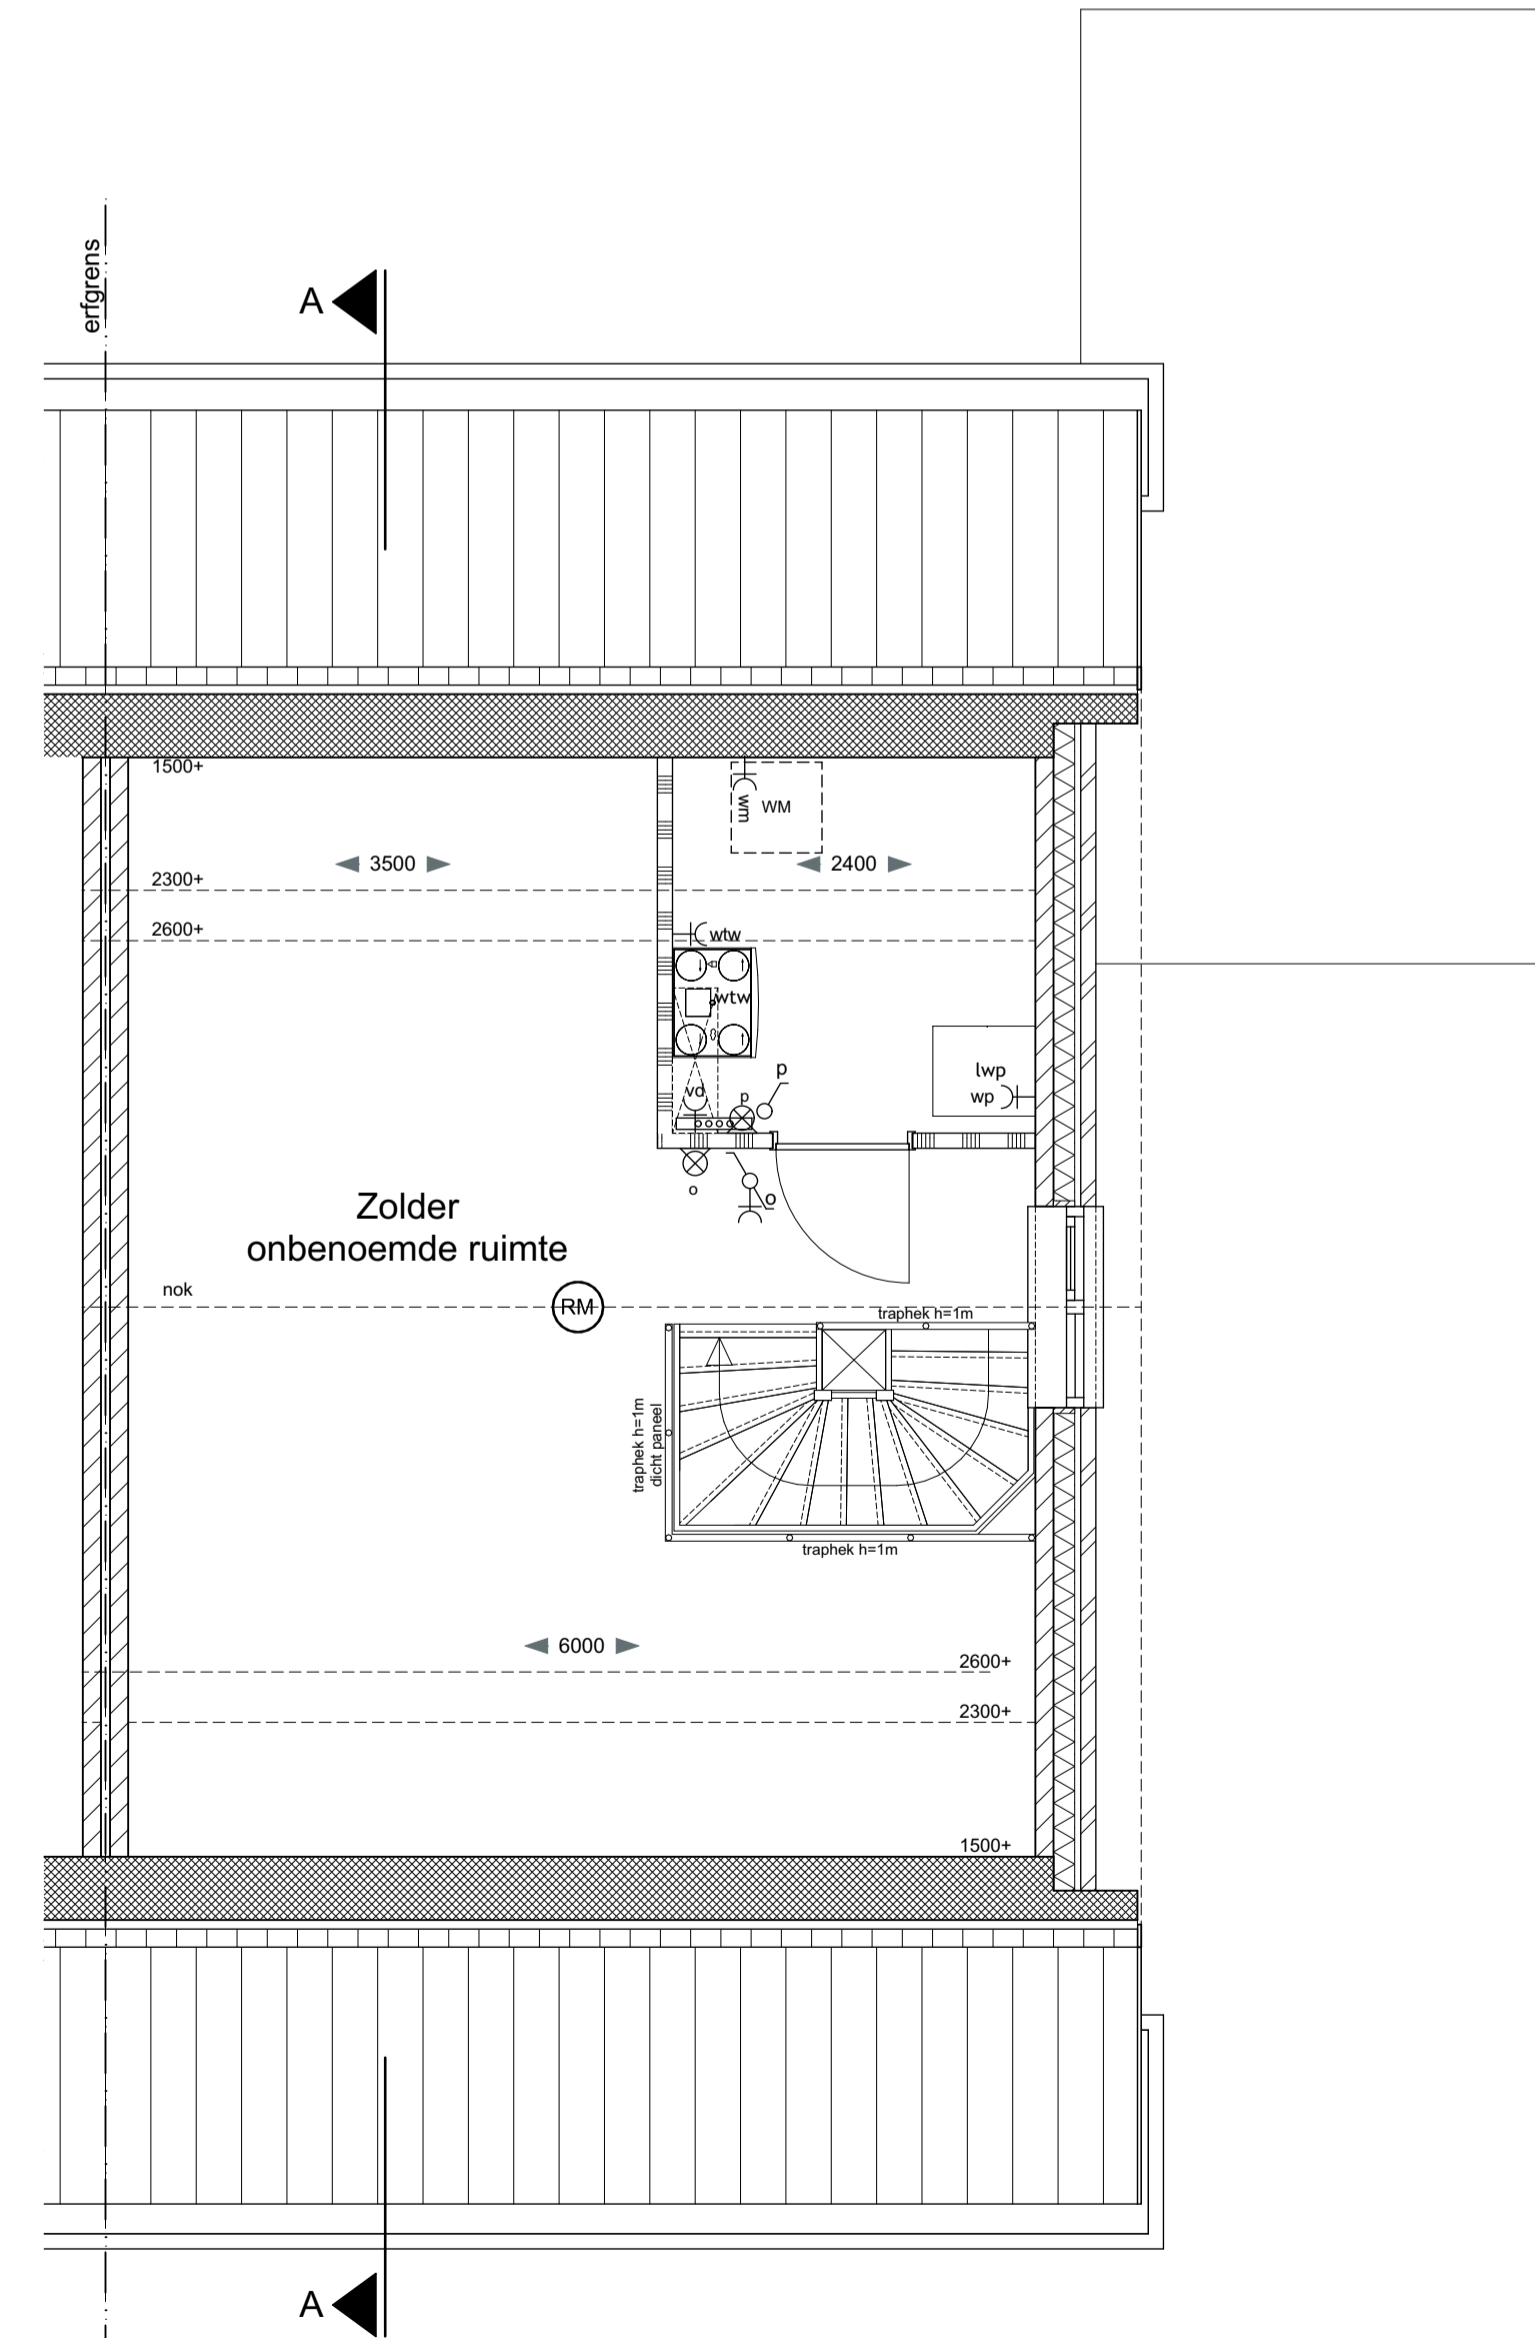 erfgrens
A
1500+
wm
WM
3500
2400
2300+
2600+
wtw
wtw
lwp
wp
p
vd
p
o
o
Zolder
onbenoemde ruimte
nok
RM
traphek h=1m
traphek h=1m
dicht paneel
traphek h=1m
6000
2600+
2300+
1500+
A